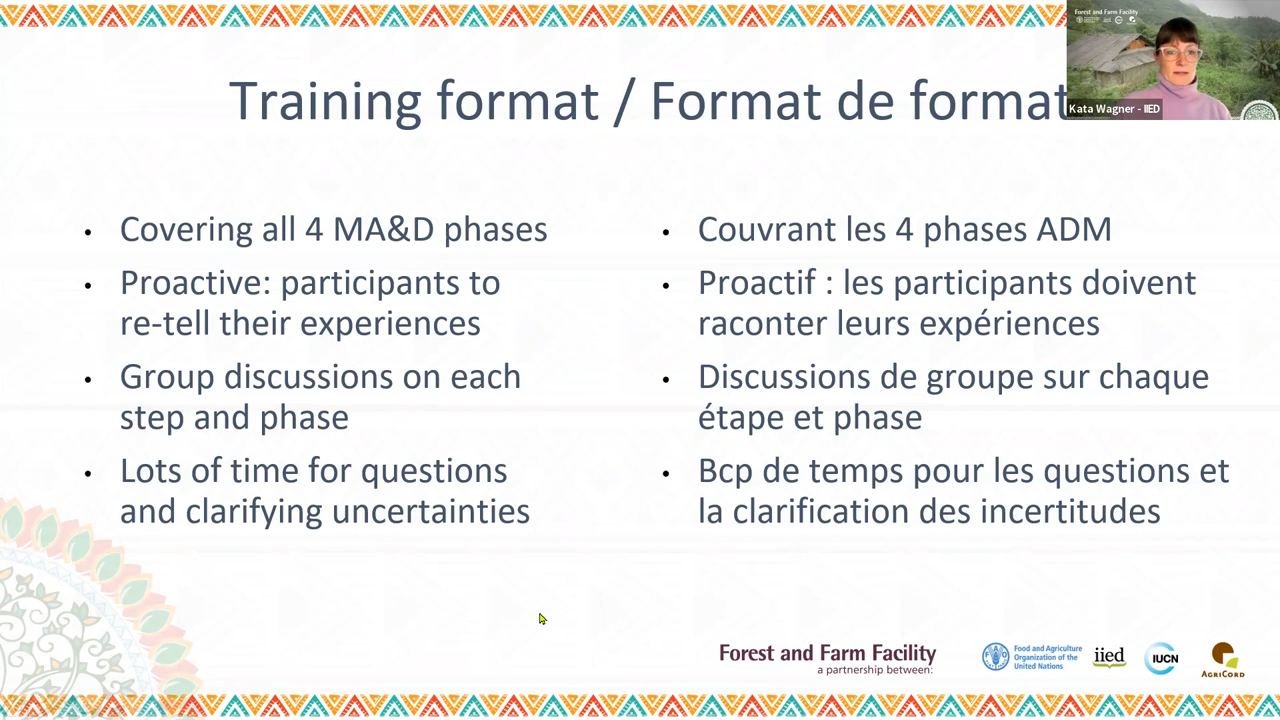 Training format / Format de format
Forest and Farm Facility
Kata Wagner - IIED
Covering all 4 MA&D phases
Proactive: participants to
re-tell their experiences
Group discussions on each
step and phase
Lots of time for questions
and clarifying uncertainties
Couvrant les 4 phases ADM
Proactif : les participants doivent
raconter leurs expériences
Discussions de groupe sur chaque
étape et phase
Bcp de temps pour les questions et
la clarification des incertitudes
Forest and Farm Facility
a partnership between:
Food and Agriculture
Organization of the
United Nations
iied
IUCN
AGRICORD